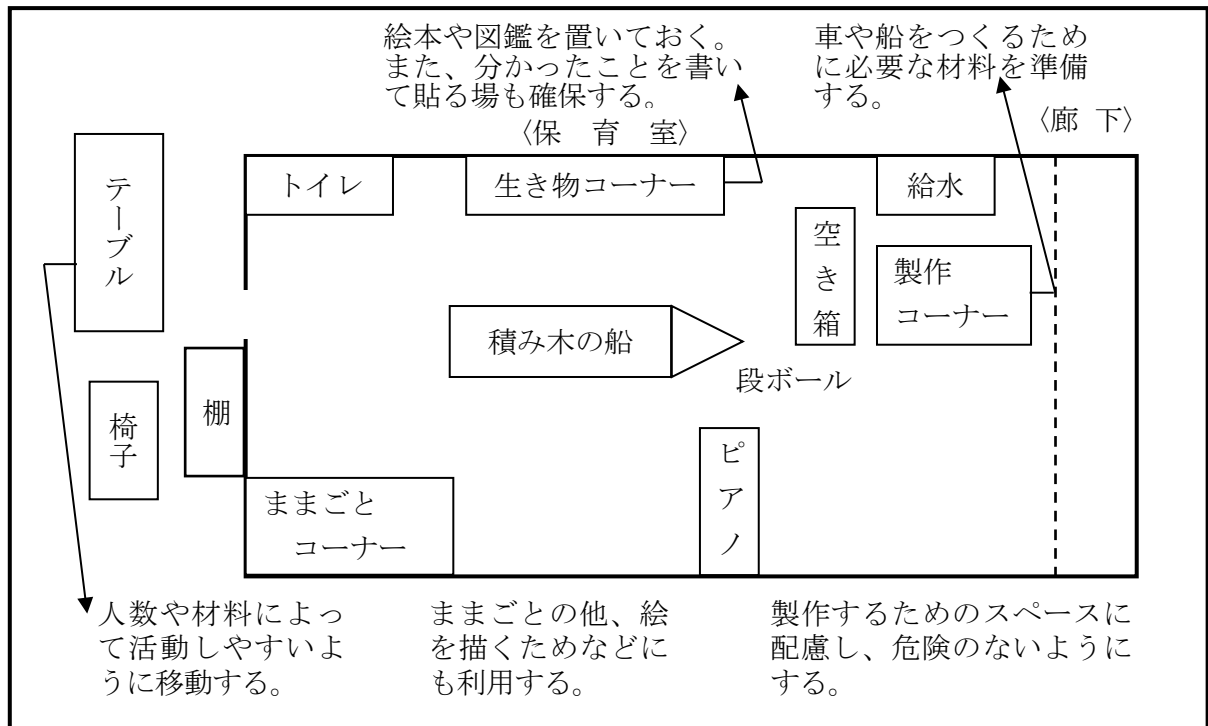 絵本や図鑑を置いておく。
また、分かったことを書い
て貼る場も確保する。
車や船をつくるため
に必要な材料を準備
する。
〈保 育 室〉
〈廊 下〉
テーブル
トイレ
生き物コーナー
給水
空き箱
製作
コーナー
積み木の船
段ボール
椅子
棚
ピアノ
ままごと
コーナー
人数や材料によっ
て活動しやすいよ
うに移動する。
ままごとの他、絵
を描くためなどに
も利用する。
製作するためのスペースに
配慮し、危険のないように
する。